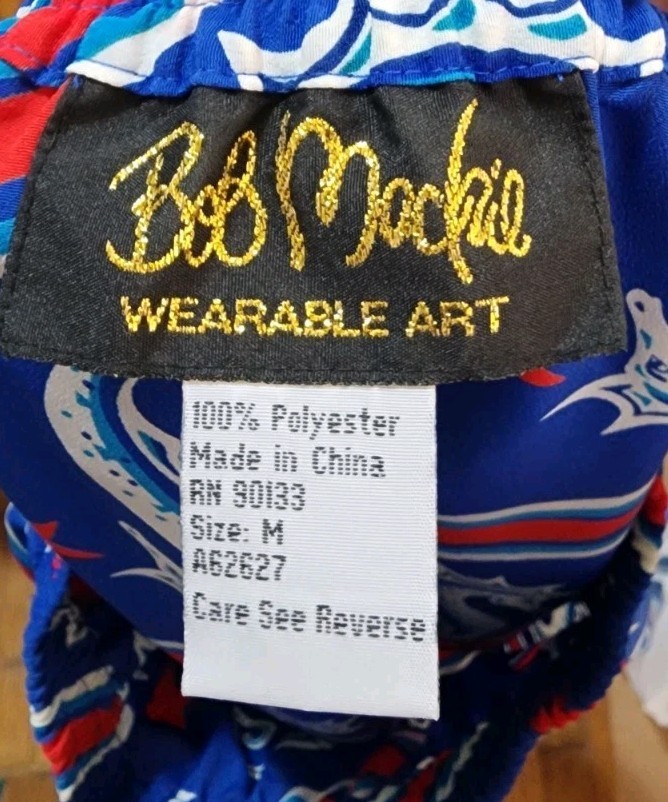 Bob Mackie
WEARABLE ART
100% Polyester
Made in China
RN 90133
Size: M
A62627
Care See Reverse